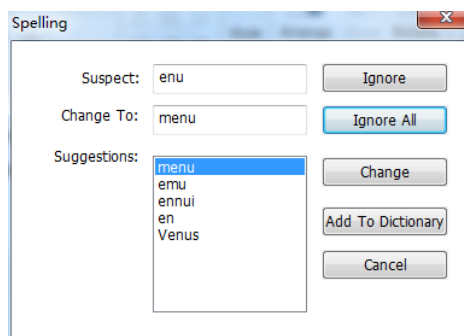 Spelling
Suspect: enu Ignore
Change To: menu Ignore All
Suggestions: menu Change
emu
ennui
en Add To Dictionary
Venus
Cancel